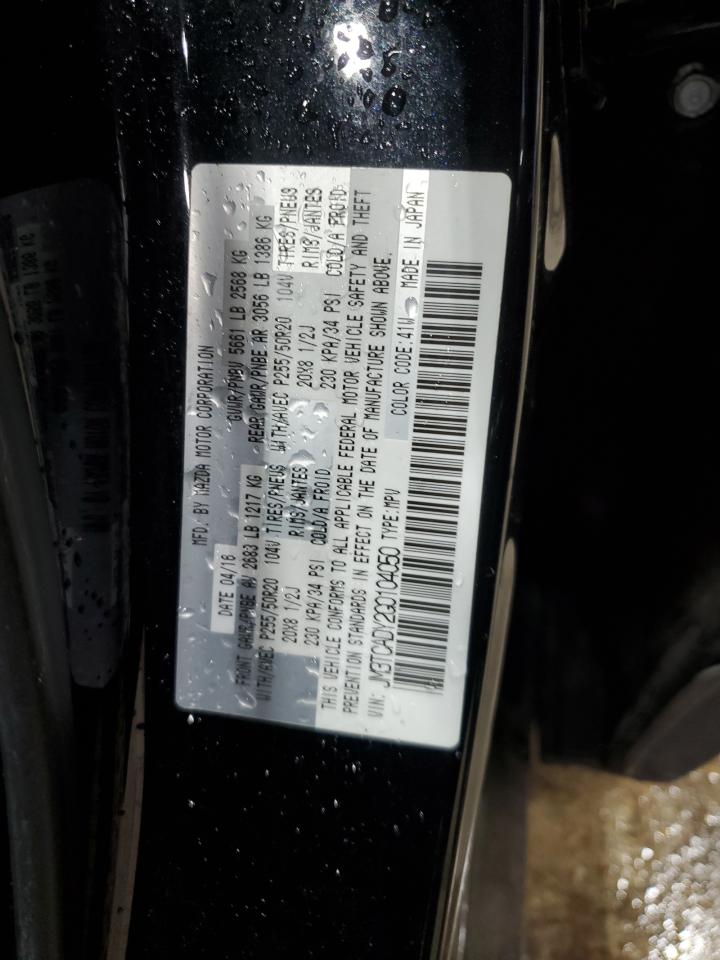 MFD. BY MAZDA MOTOR CORPORATION
DATE 04/16 GVWR/PNBV 5661 LB 2568 KG
FRONT GAWR/PNBE AV 2683 LB 1217 KG REAR GAWR/PNBE AR 3056 LB 1386 KG
WITH/AVEC P255/50R20 104V TIRES/PNEUS WITH/AVEC P255/50R20 104V TIRES/PNEUS
20X8 1/2J RIMS/JANTES 20X8 1/2J RIMS/JANTES
230 KPA/34 PSI COLD/A FROID 230 KPA/34 PSI COLD/A FROID
THIS VEHICLE CONFORMS TO ALL APPLICABLE FEDERAL MOTOR VEHICLE SAFETY AND THEFT
PREVENTION STANDARDS IN EFFECT ON THE DATE OF MANUFACTURE SHOWN ABOVE.
VIN: JM3TCADY2G0104050 TYPE:MPV COLOR CODE:41W MADE IN JAPAN